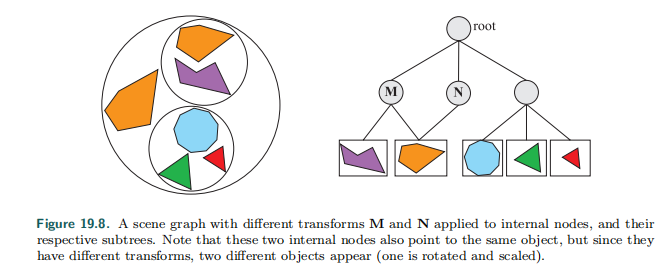 root
M
N
Figure 19.8. A scene graph with different transforms M and N applied to internal nodes, and their
respective subtrees. Note that these two internal nodes also point to the same object, but since they
have different transforms, two different objects appear (one is rotated and scaled).